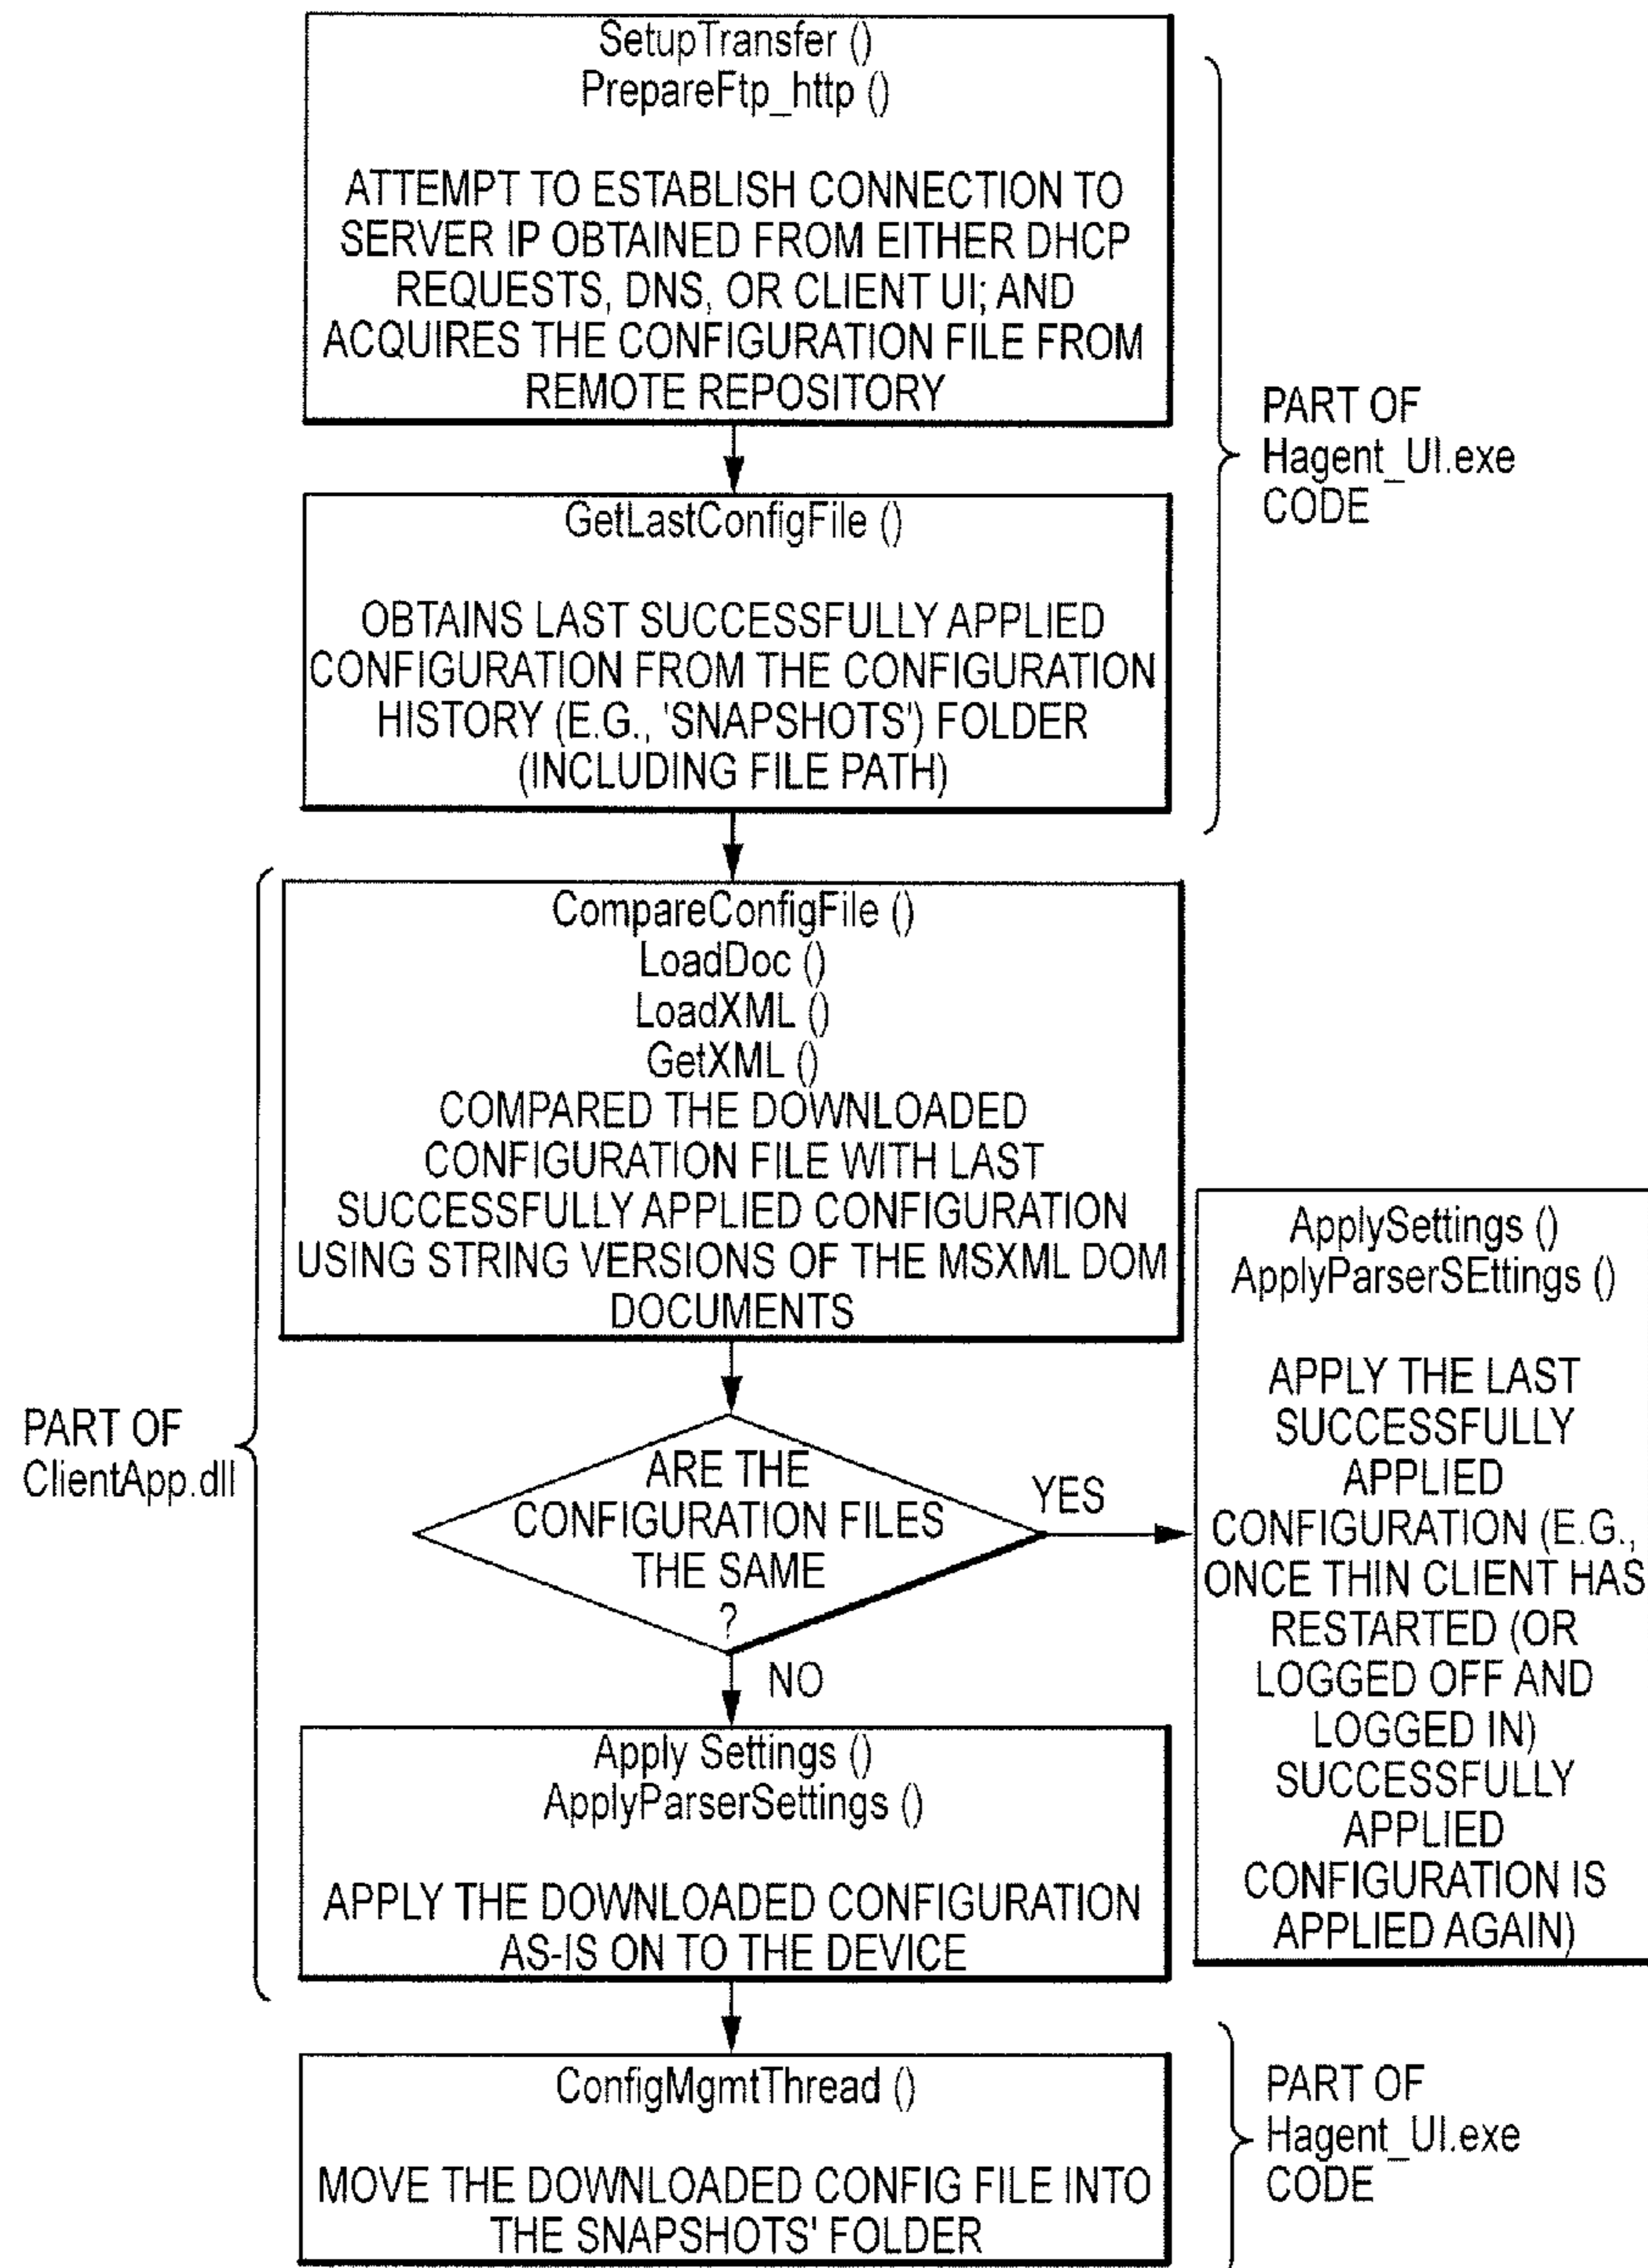 SetupTransfer ()
PrepareFtp_http ()
ATTEMPT TO ESTABLISH CONNECTION TO
SERVER IP OBTAINED FROM EITHER DHCP
REQUESTS, DNS, OR CLIENT UI; AND
ACQUIRES THE CONFIGURATION FILE FROM
REMOTE REPOSITORY
PART OF
Hagent_UI.exe
CODE
GetLastConfigFile ()
OBTAINS LAST SUCCESSFULLY APPLIED
CONFIGURATION FROM THE CONFIGURATION
HISTORY (E.G., 'SNAPSHOTS') FOLDER
(INCLUDING FILE PATH)
CompareConfigFile ()
LoadDoc ()
LoadXML ()
GetXML ()
COMPARED THE DOWNLOADED
CONFIGURATION FILE WITH LAST
SUCCESSFULLY APPLIED CONFIGURATION
USING STRING VERSIONS OF THE MSXML DOM
DOCUMENTS
PART OF
ClientApp.dll
ARE THE
CONFIGURATION FILES
THE SAME
?
YES
NO
ApplySettings ()
ApplyParserSEttings ()
APPLY THE LAST
SUCCESSFULLY
APPLIED
CONFIGURATION (E.G.,
ONCE THIN CLIENT HAS
RESTARTED (OR
LOGGED OFF AND
LOGGED IN)
SUCCESSFULLY
APPLIED
CONFIGURATION IS
APPLIED AGAIN)
Apply Settings ()
ApplyParserSettings ()
APPLY THE DOWNLOADED CONFIGURATION
AS-IS ON TO THE DEVICE
ConfigMgmtThread ()
MOVE THE DOWNLOADED CONFIG FILE INTO
THE SNAPSHOTS' FOLDER
PART OF
Hagent_UI.exe
CODE